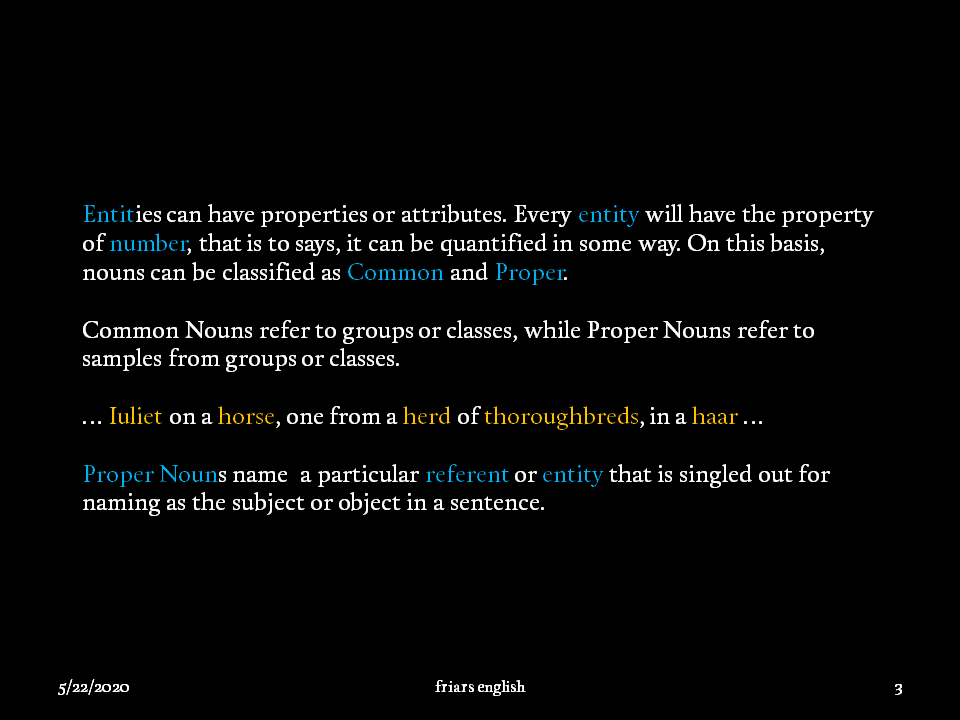 Entities can have properties or attributes. Every entity will have the property
of number, that is to says, it can be quantified in some way. On this basis,
nouns can be classified as Common and Proper.
Common Nouns refer to groups or classes, while Proper Nouns refer to
samples from groups or classes.
… Iuliet on a horse, one from a herd of thoroughbreds, in a haar …
Proper Nouns name  a particular referent or entity that is singled out for
naming as the subject or object in a sentence.
5/22/2020
friars english
3